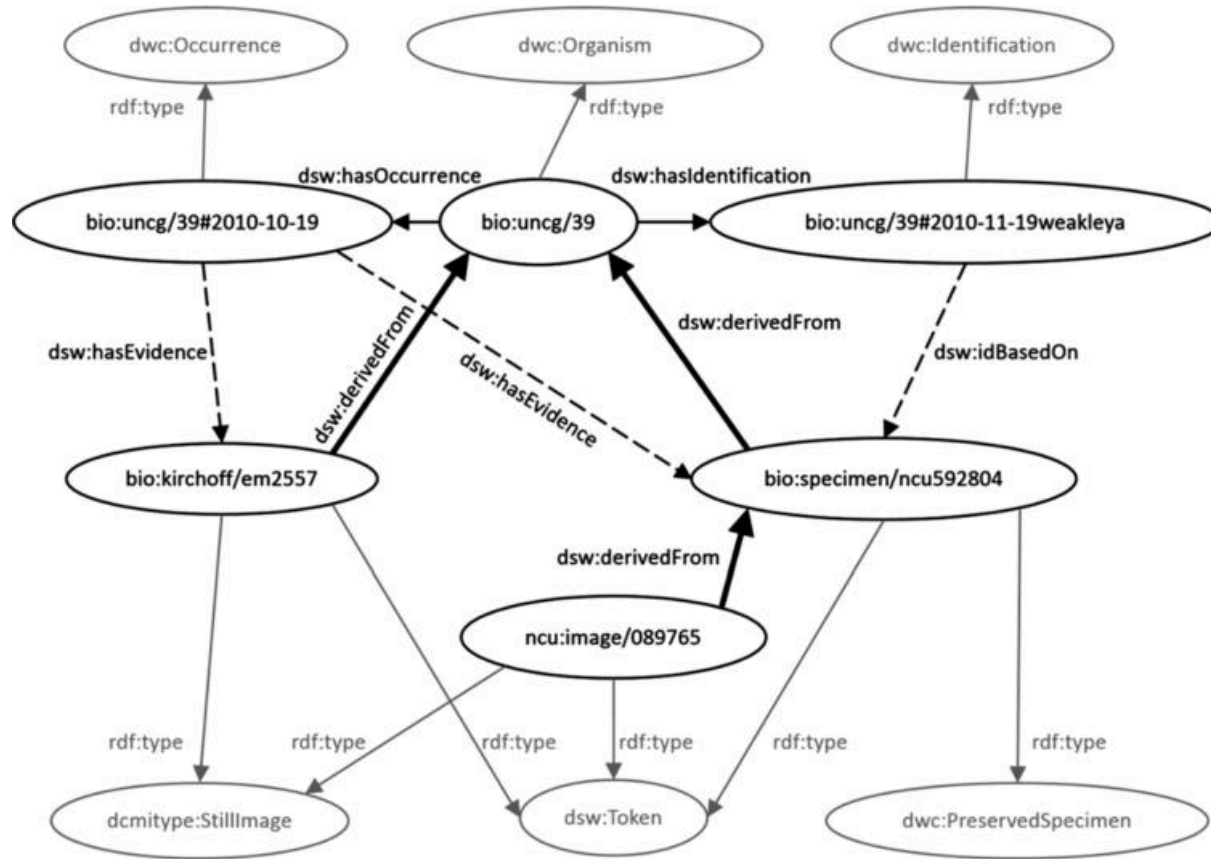 dwc:Occurrence
dwc:Organism
dwc:Identification
rdf:type
rdf:type
rdf:type
dsw:hasOccurrence
dsw:hasIdentification
bio:uncg/39#2010-10-19
bio:uncg/39
bio:uncg/39#2010-11-19weakleya
dsw:hasEvidence
dsw:derivedFrom
dsw:hasEvidence
dsw:derivedFrom
dsw:idBasedOn
bio:kirchoff/em2557
bio:specimen/ncu592804
dsw:derivedFrom
ncu:image/089765
rdf:type
rdf:type
rdf:type
rdf:type
rdf:type
rdf:type
dcmitype:StillImage
dsw:Token
dwc:PreservedSpecimen